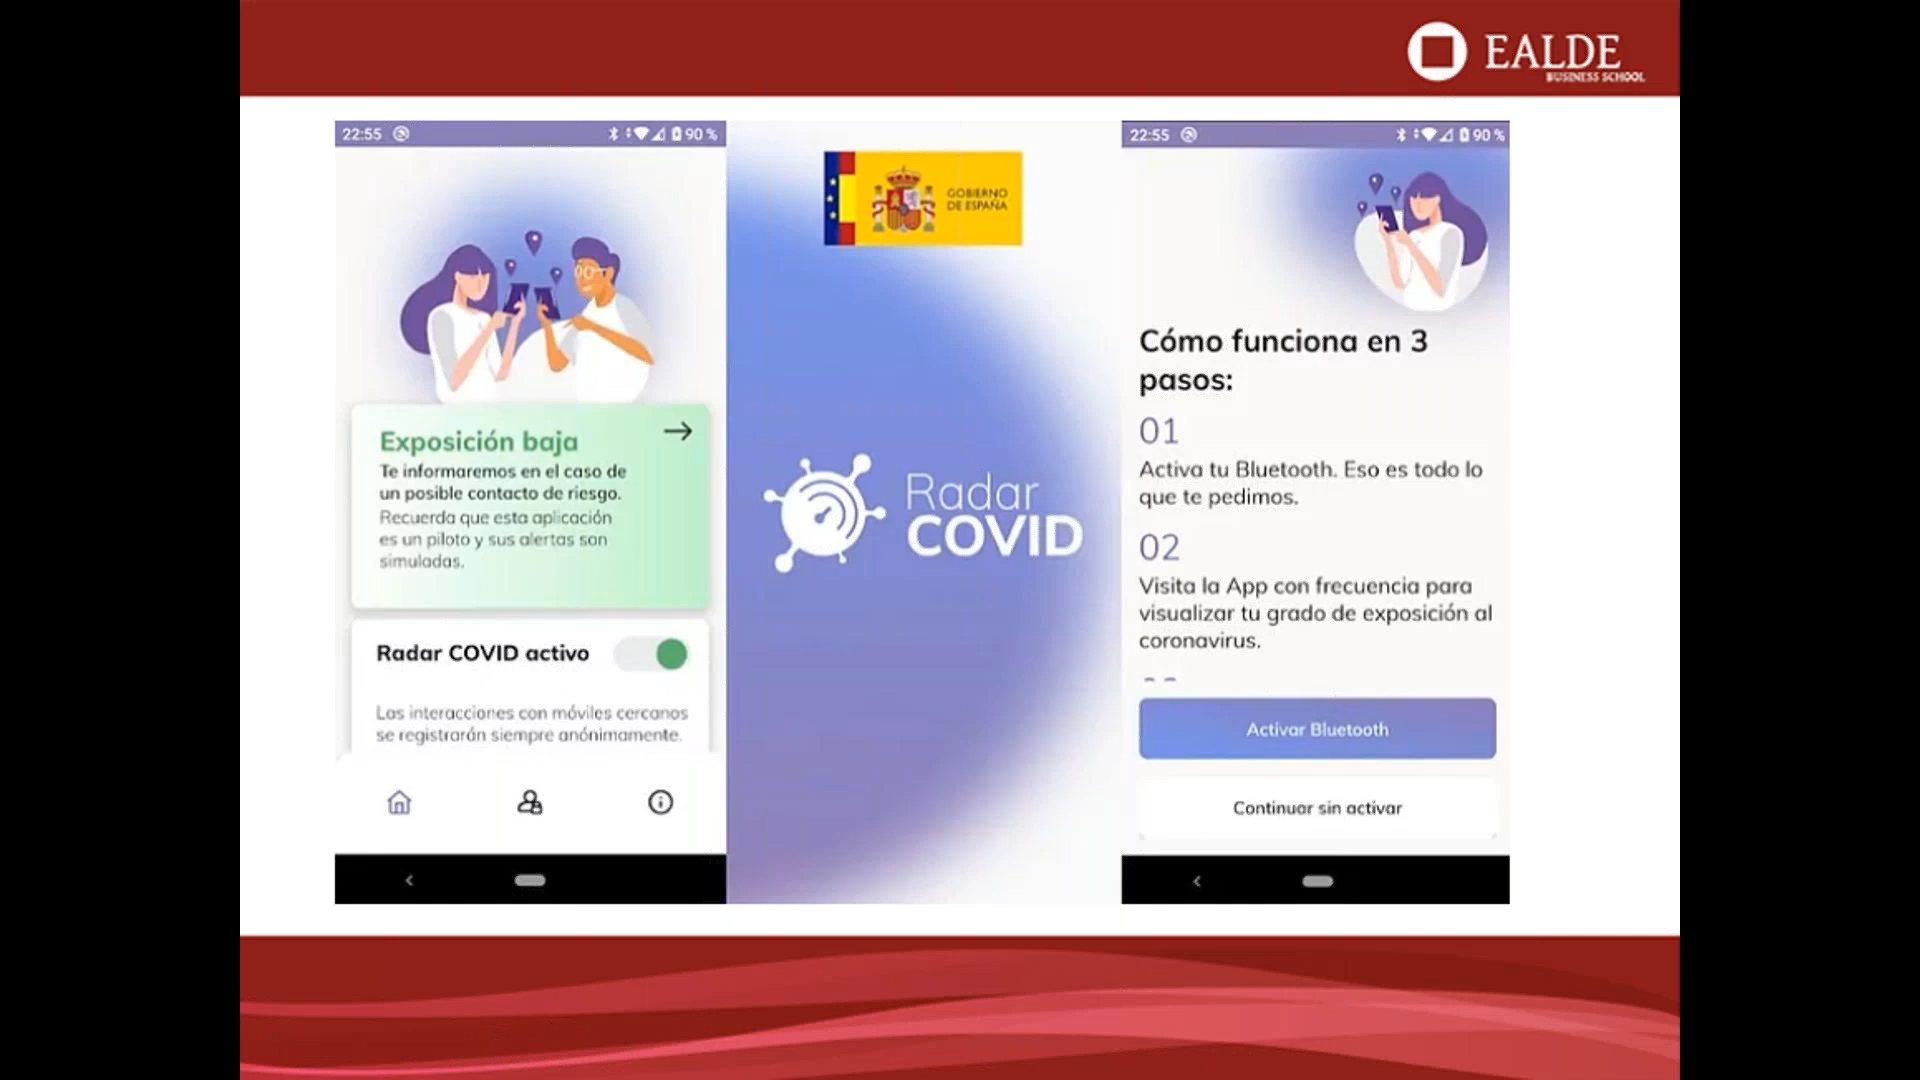 EALDE
BUSINESS SCHOOL
22:55
90 %
Exposición baja
Te informaremos en el caso de
un posible contacto de riesgo.
Recuerda que esta aplicación
es un piloto y sus alertas son
simuladas.
Radar COVID activo
Las interacciones con móviles cercanos
se registrarán siempre anónimamente.
GOBIERNO
DE ESPAÑA
Radar
COVID
22:55
90 %
Cómo funciona en 3
pasos:
01
Activa tu Bluetooth. Eso es todo lo
que te pedimos.
02
Visita la App con frecuencia para
visualizar tu grado de exposición al
coronavirus.
Activar Bluetooth
Continuar sin activar